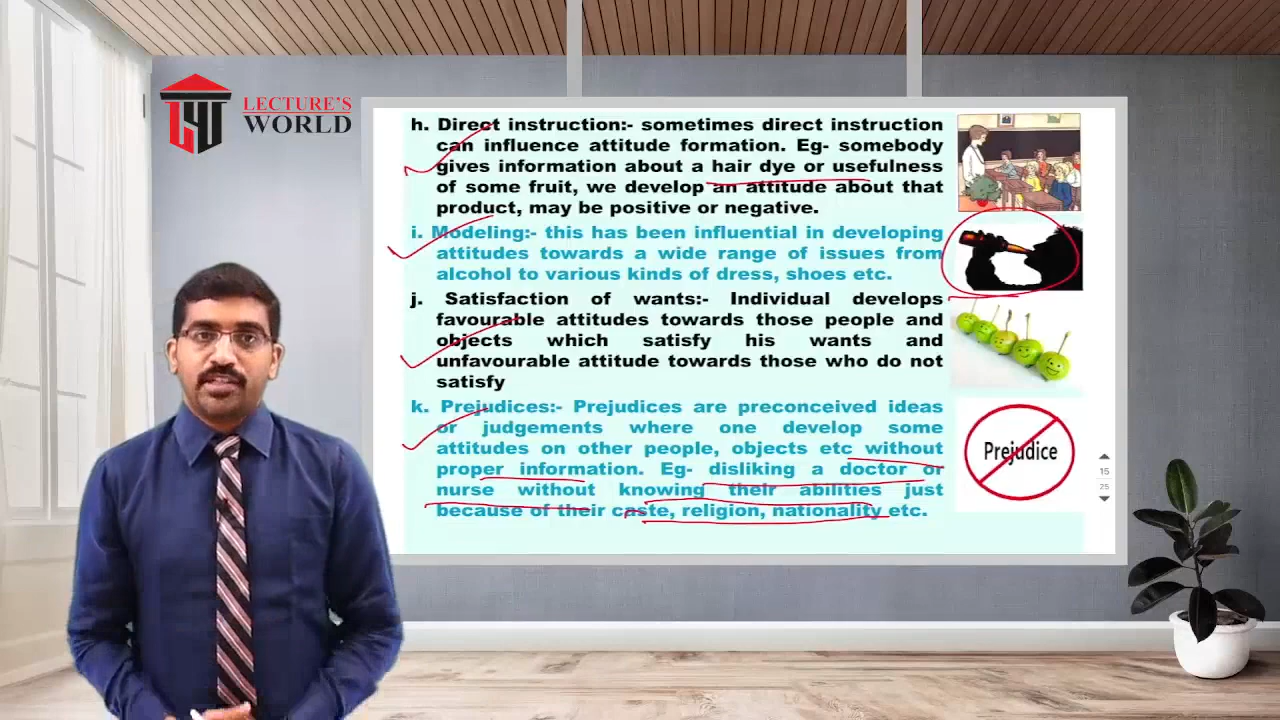 LECTURE'S
WORLD
h. Direct instruction:- sometimes direct instruction
can influence attitude formation. Eg- somebody
gives information about a hair dye or usefulness
of some fruit, we develop an attitude about that
product, may be positive or negative.
i. Modeling:- this has been influential in developing
attitudes towards a wide range of issues from
alcohol to various kinds of dress, shoes etc.
j. Satisfaction of wants:- Individual develops
favourable attitudes towards those people and
objects which satisfy his wants and
unfavourable attitude towards those who do not
satisfy
k. Prejudices:- Prejudices are preconceived ideas
or judgements where one develop some
attitudes on other people, objects etc without
proper information. Eg- disliking a doctor or
nurse without knowing their abilities just
because of their caste, religion, nationality etc.
Prejudice
15
25